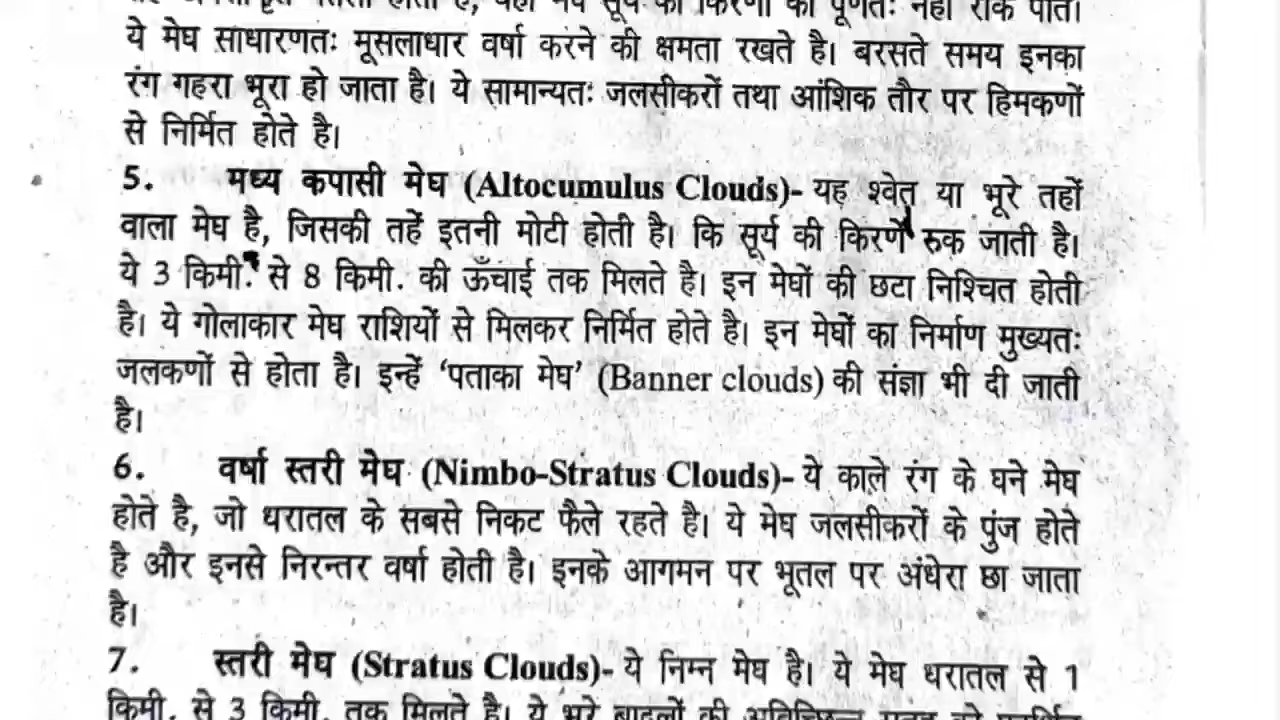 ये मेघ साधारणतः मूसलाधार वर्षा करने की क्षमता रखते है। बरसते समय इनका
रंग गहरा भूरा हो जाता है। ये सामान्यतः जलसीकरों तथा आंशिक तौर पर हिमकणों
से निर्मित होते है।
5. मध्य कपासी मेघ (Altocumulus Clouds)- यह श्वेत या भूरे तहों
वाला मेघ है, जिसकी तहें इतनी मोटी होती है। कि सूर्य की किरणें रुक जाती है।
ये 3 किमी. से 8 किमी. की ऊँचाई तक मिलते है। इन मेघों की छटा निश्चित होती
है। ये गोलाकार मेघ राशियों से मिलकर निर्मित होते है। इन मेघों का निर्माण मुख्यतः
जलकणों से होता है। इन्हें ‘पताका मेघ’ (Banner clouds) की संज्ञा भी दी जाती
है।
6. वर्षा स्तरी मेघ (Nimbo-Stratus Clouds)- ये काले रंग के घने मेघ
होते है, जो धरातल के सबसे निकट फैले रहते है। ये मेघ जलसीकरों के पुंज होते
है और इनसे निरन्तर वर्षा होती है। इनके आगमन पर भूतल पर अंधेरा छा जाता
है।
7. स्तरी मेघ (Stratus Clouds)- ये निम्न मेघ है। ये मेघ धरातल से 1
किमी. से 3 किमी. तक मिलते है। ये भूरे बादलों की